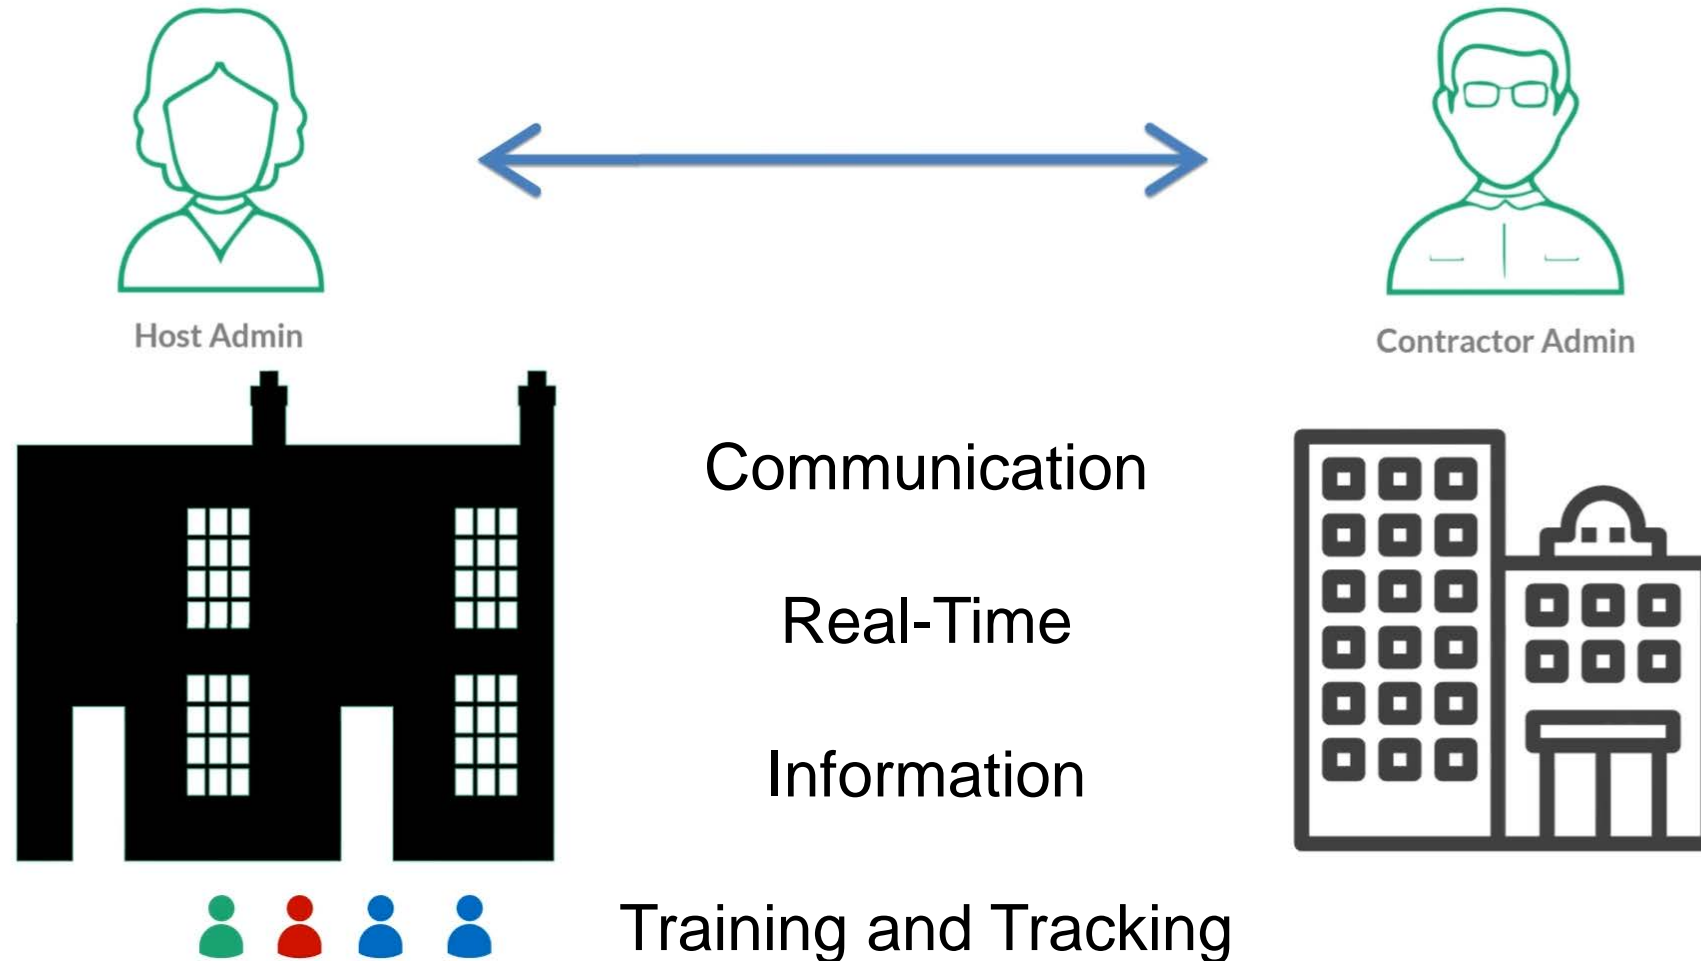 Host Admin
Contractor Admin
Communication
Real-Time
Information
Training and Tracking